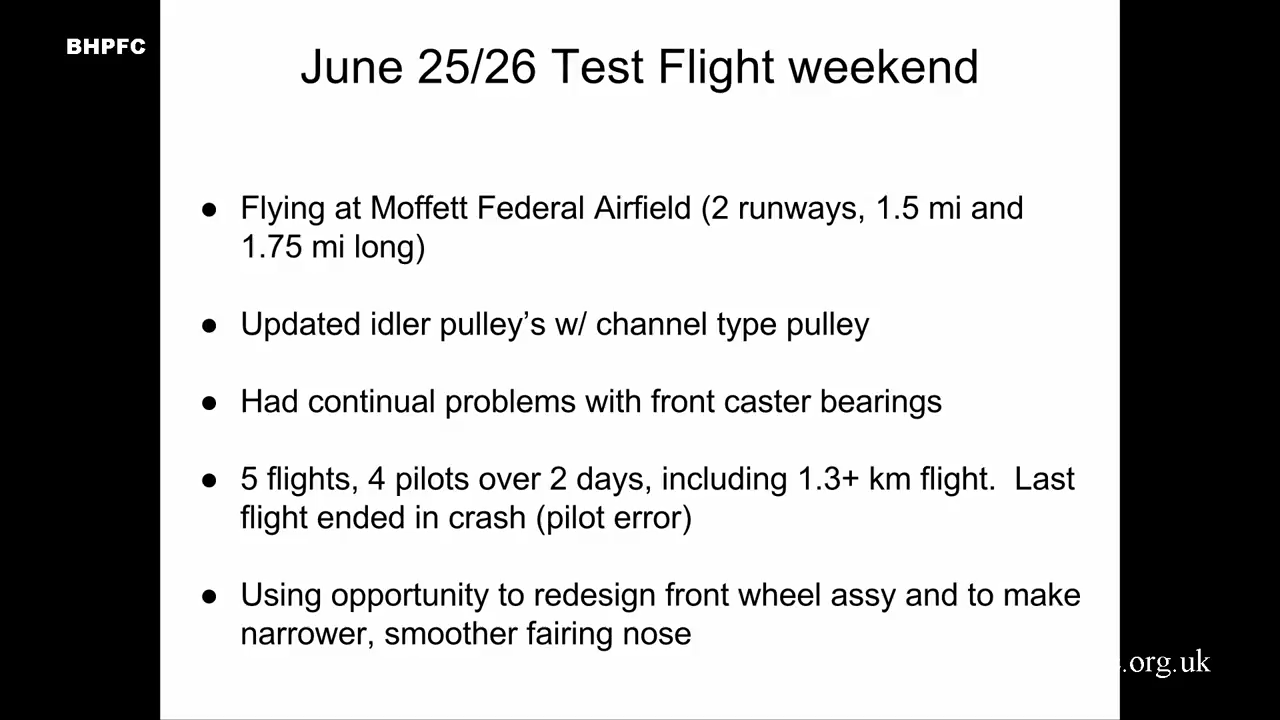 BHPFC
June 25/26 Test Flight weekend
● Flying at Moffett Federal Airfield (2 runways, 1.5 mi and
1.75 mi long)
● Updated idler pulley’s w/ channel type pulley
● Had continual problems with front caster bearings
● 5 flights, 4 pilots over 2 days, including 1.3+ km flight.  Last
flight ended in crash (pilot error)
● Using opportunity to redesign front wheel assy and to make
narrower, smoother fairing nose
.org.uk